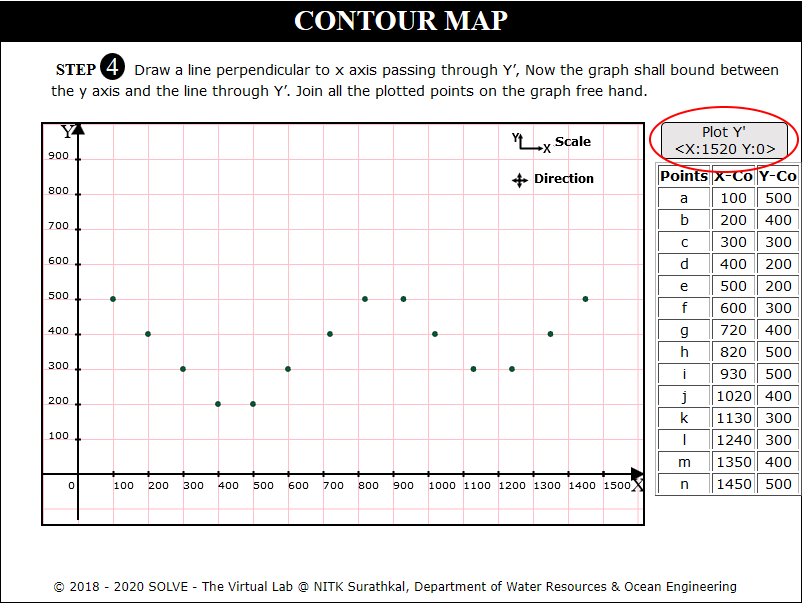 CONTOUR MAP
STEP 4 Draw a line perpendicular to x axis passing through Y’, Now the graph shall bound between
the y axis and the line through Y’. Join all the plotted points on the graph free hand.
Y
900
800
700
600
500
400
300
200
100
0 100 200 300 400 500 600 700 800 900 1000 1100 1200 1300 1400 1500 X
Y X Scale
Direction
Plot Y'
<X:1520 Y:0>
Points X-Co Y-Co
a 100 500
b 200 400
c 300 300
d 400 200
e 500 200
f 600 300
g 720 400
h 820 500
i 930 500
j 1020 400
k 1130 300
l 1240 300
m 1350 400
n 1450 500
© 2018 - 2020 SOLVE - The Virtual Lab @ NITK Surathkal, Department of Water Resources & Ocean Engineering